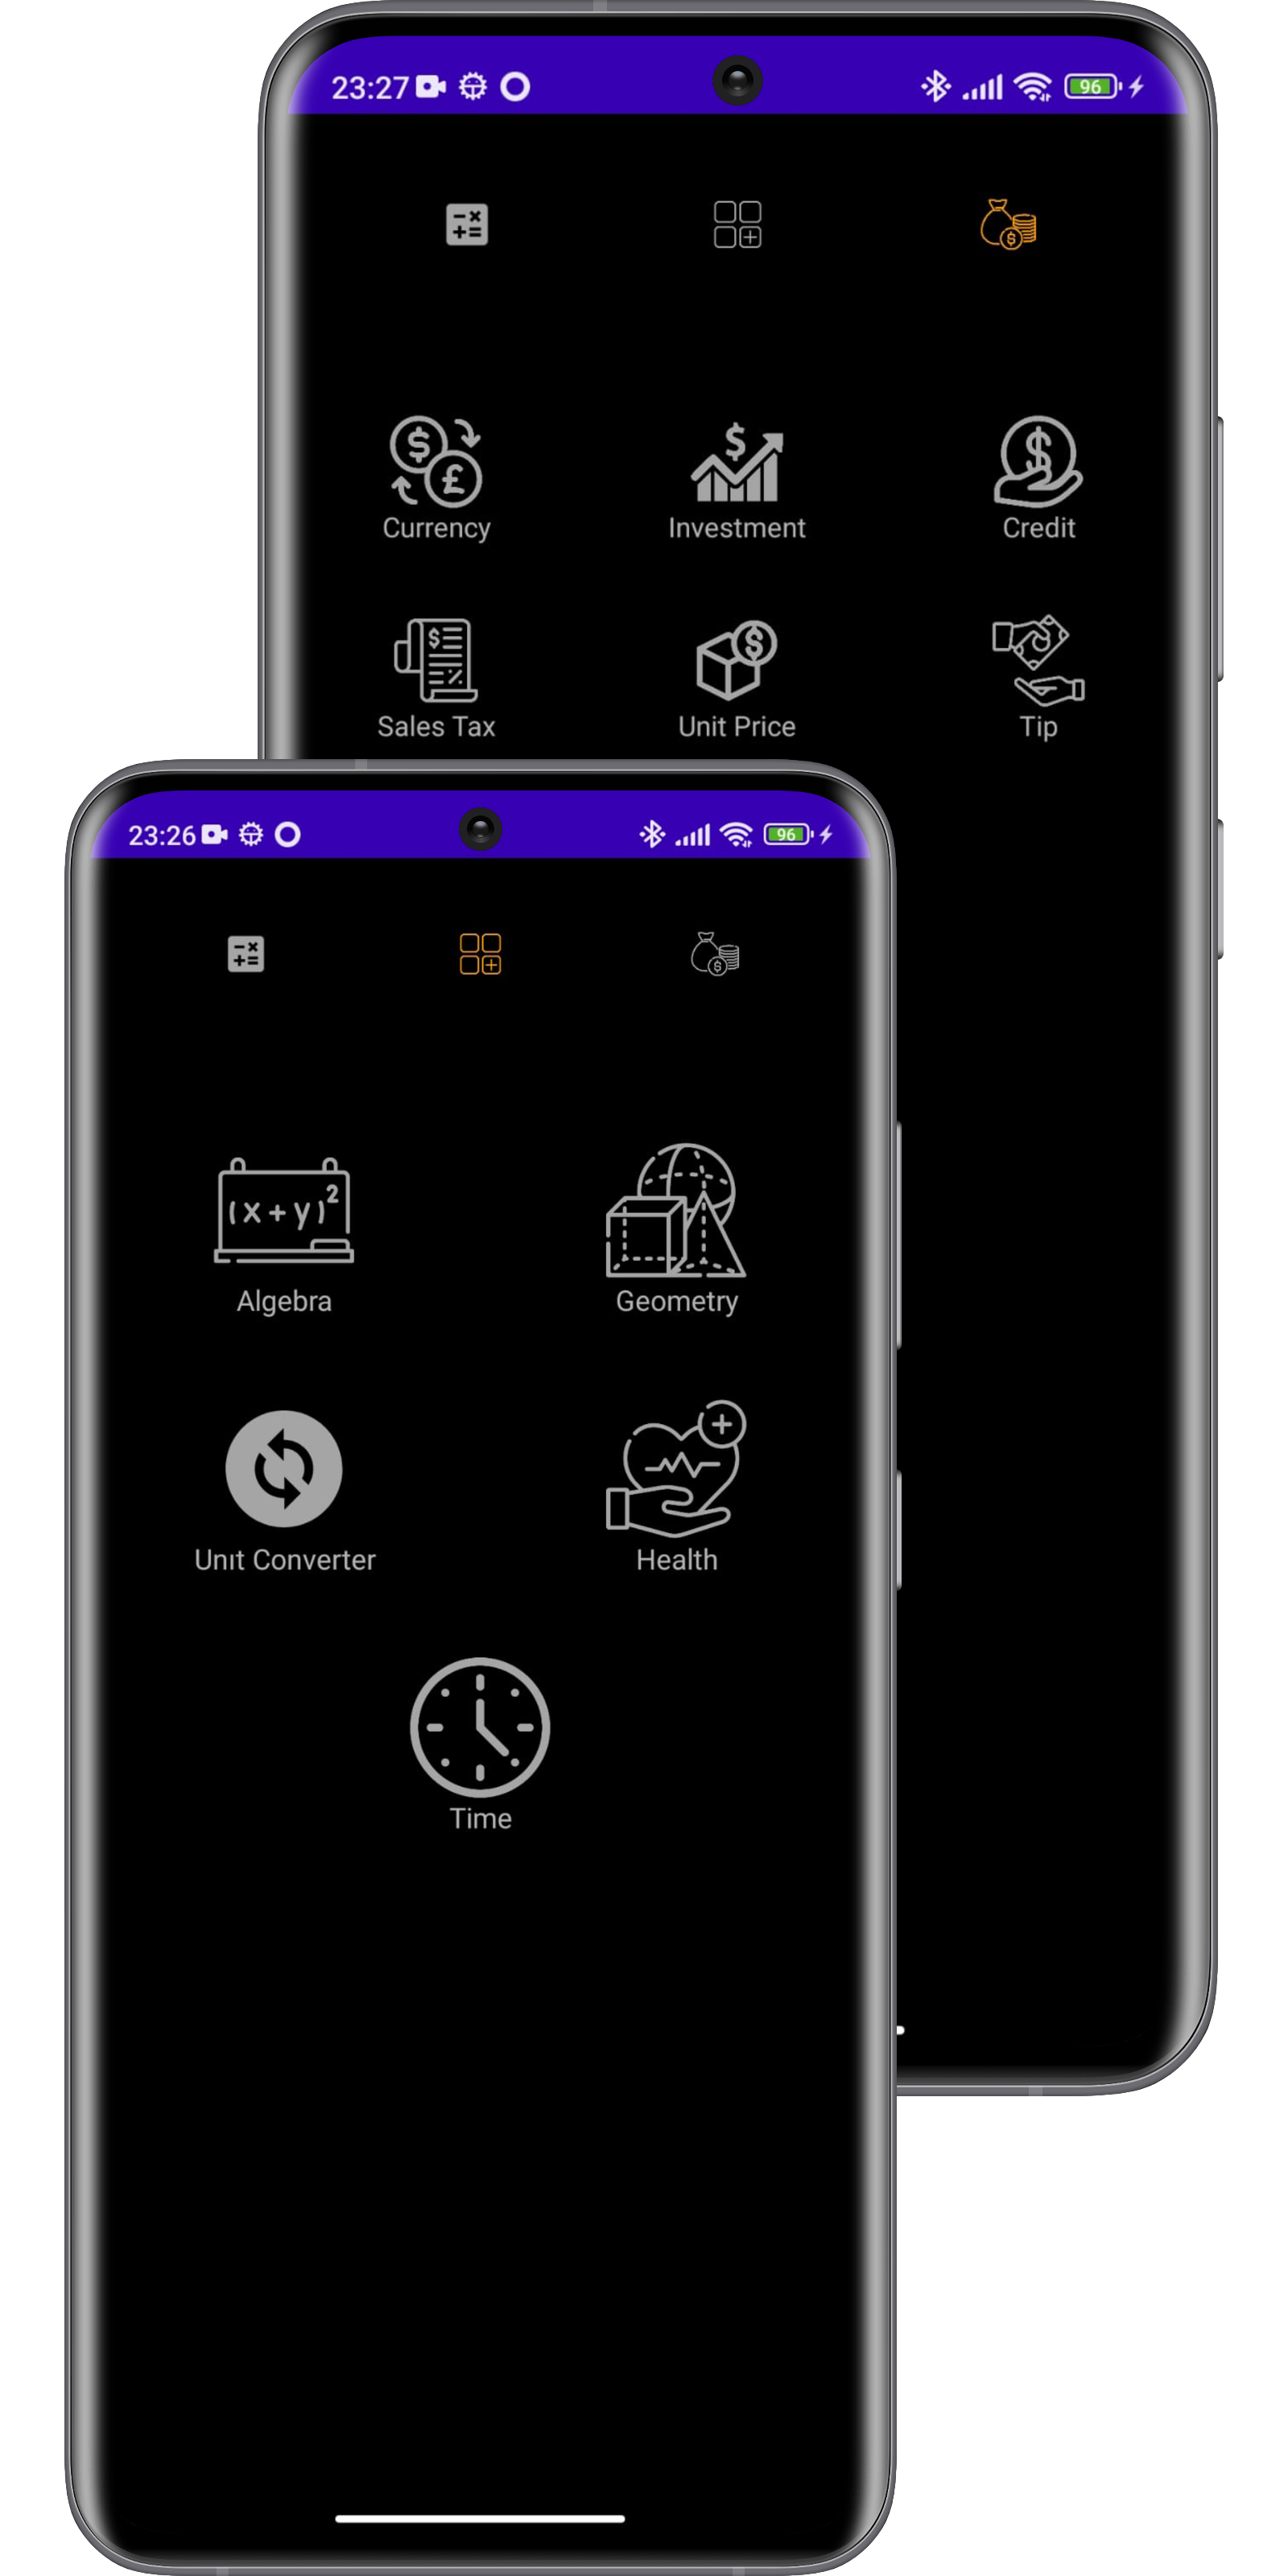 23:27 96
$ £ $ $
Currency Investment Credit
$ % $
Sales Tax Unit Price Tip
23:26 96
(x+y)²
Algebra Geometry
Unıt Converter Health
Time